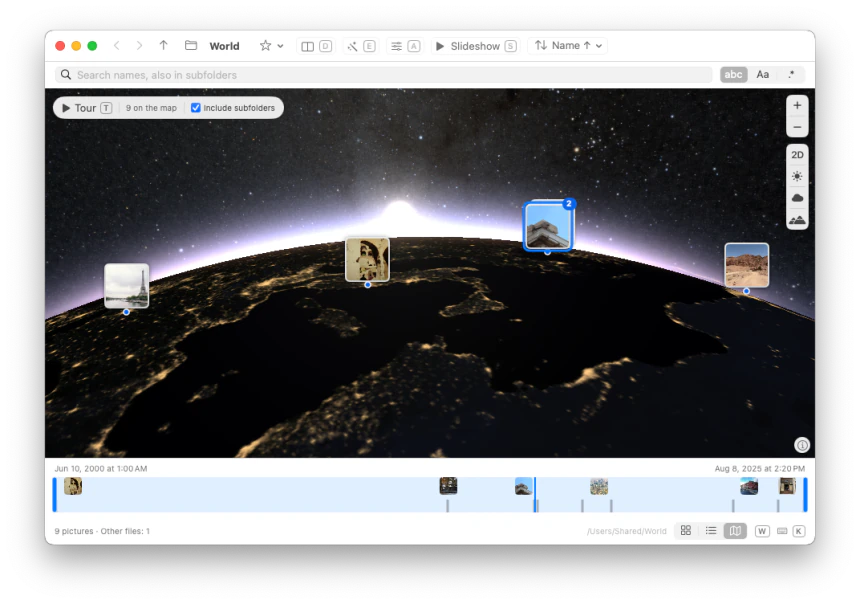 World D E A Slideshow S Name
Search names, also in subfolders abc Aa .*
Tour T 9 on the map Include subfolders
+
−
2D
2
Jun 10, 2000 at 1:00 AM Aug 8, 2025 at 2:20 PM
9 pictures · Other files: 1 /Users/Shared/World W K